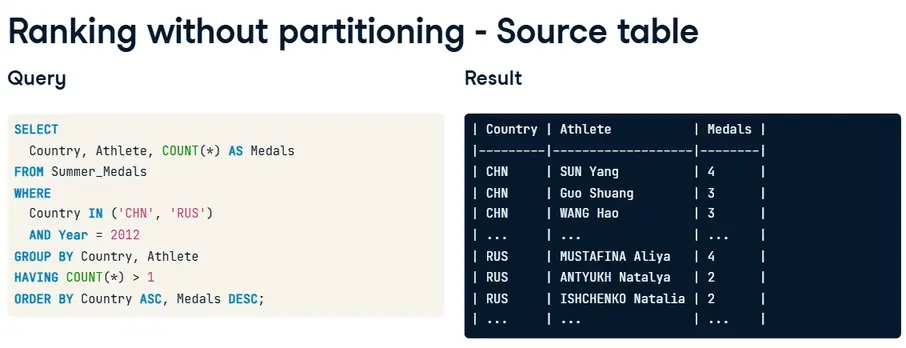 Ranking without partitioning - Source table
Query
SELECT
Country, Athlete, COUNT(*) AS Medals
FROM Summer_Medals
WHERE
Country IN ('CHN', 'RUS')
AND Year = 2012
GROUP BY Country, Athlete
HAVING COUNT(*) > 1
ORDER BY Country ASC, Medals DESC;
Result
| Country | Athlete           | Medals |
|---------|-------------------|--------|
| CHN     | SUN Yang          | 4      |
| CHN     | Guo Shuang        | 3      |
| CHN     | WANG Hao          | 3      |
| ...     | ...               | ...    |
| RUS     | MUSTAFINA Aliya   | 4      |
| RUS     | ANTYUKH Natalya   | 2      |
| RUS     | ISHCHENKO Natalia | 2      |
| ...     | ...               | ...    |